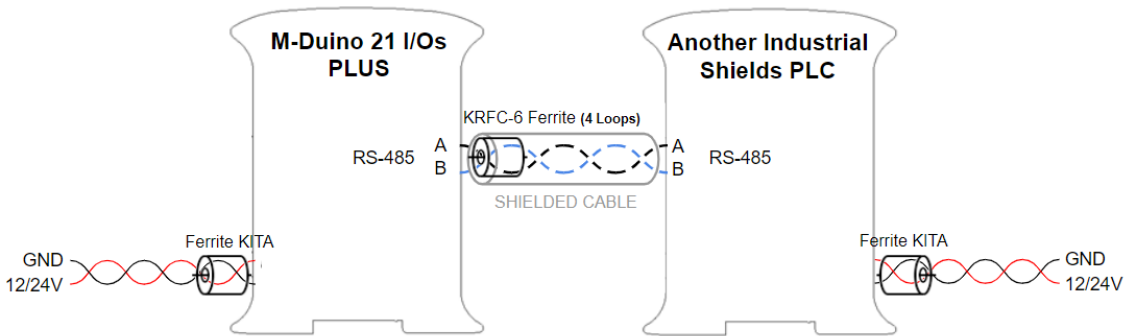 M-Duino 21 I/Os
PLUS
Another Industrial
Shields PLC
KRFC-6 Ferrite (4 Loops)
RS-485
A
B
A
B
RS-485
SHIELDED CABLE
Ferrite KITA
GND
12/24V
Ferrite KITA
GND
12/24V